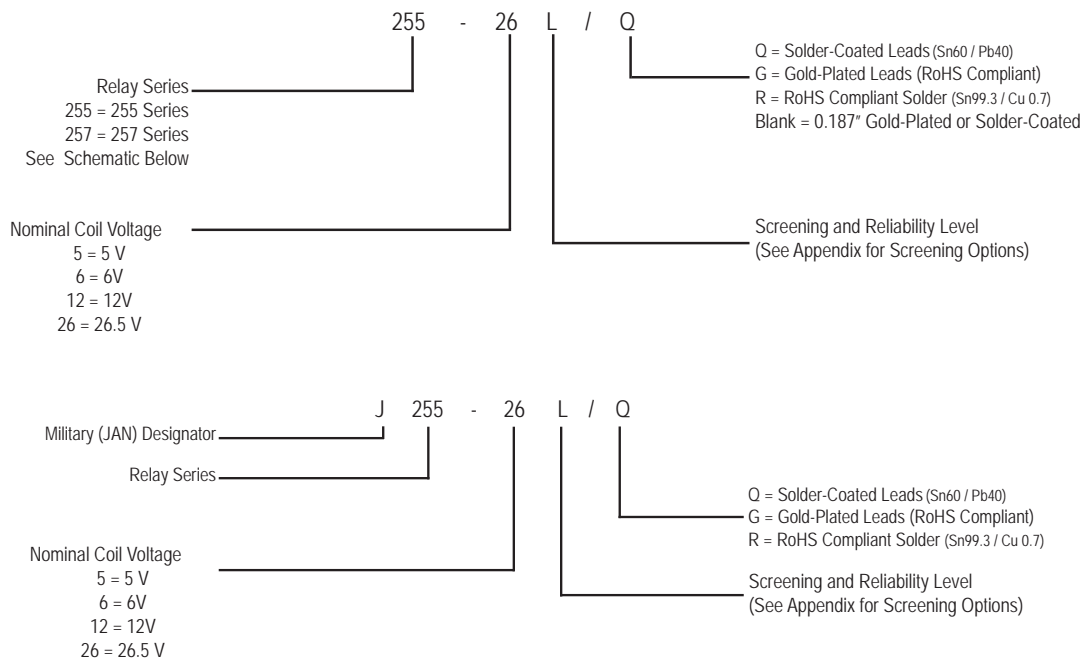 255 - 26 L / Q
Relay Series
255 = 255 Series
257 = 257 Series
See Schematic Below
Q = Solder-Coated Leads (Sn60 / Pb40)
G = Gold-Plated Leads (RoHS Compliant)
R = RoHS Compliant Solder (Sn99.3 / Cu 0.7)
Blank = 0.187" Gold-Plated or Solder-Coated
Nominal Coil Voltage
5 = 5 V
6 = 6V
12 = 12V
26 = 26.5 V
Screening and Reliability Level
(See Appendix for Screening Options)
J 255 - 26 L / Q
Military (JAN) Designator
Relay Series
Nominal Coil Voltage
5 = 5 V
6 = 6V
12 = 12V
26 = 26.5 V
Q = Solder-Coated Leads (Sn60 / Pb40)
G = Gold-Plated Leads (RoHS Compliant)
R = RoHS Compliant Solder (Sn99.3 / Cu 0.7)
Screening and Reliability Level
(See Appendix for Screening Options)